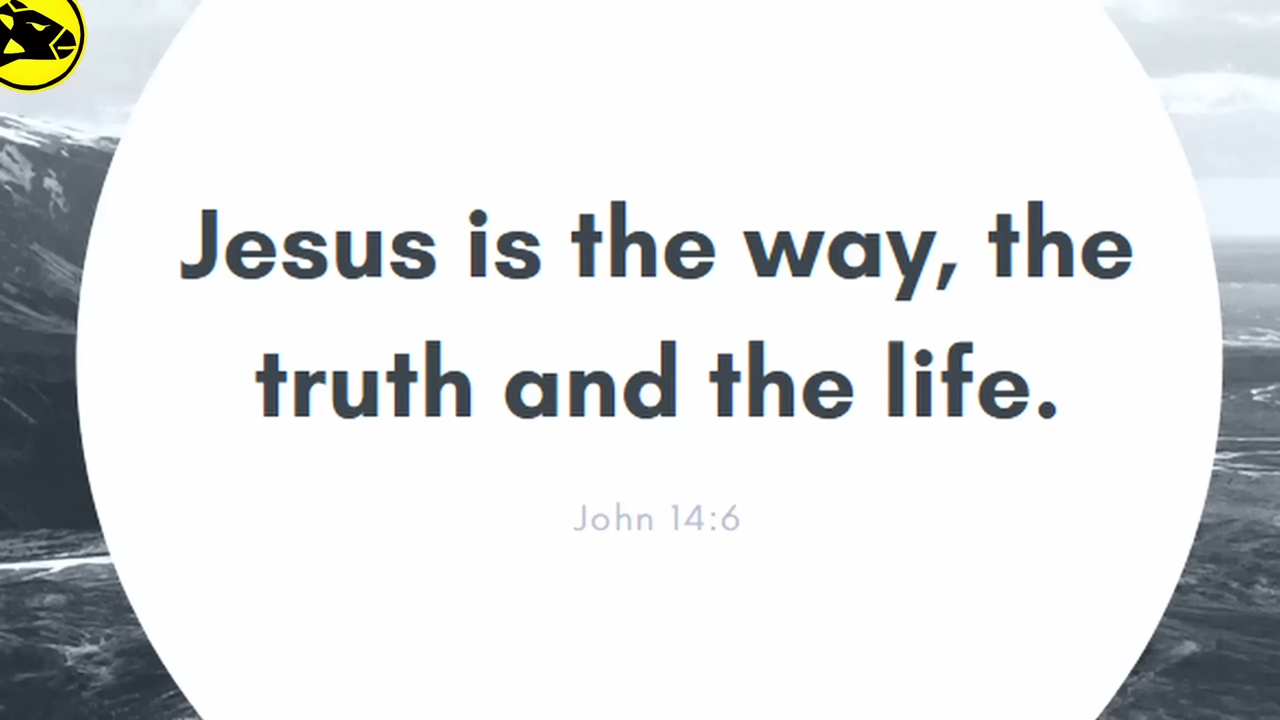 Jesus is the way, the
truth and the life.
John 14:6